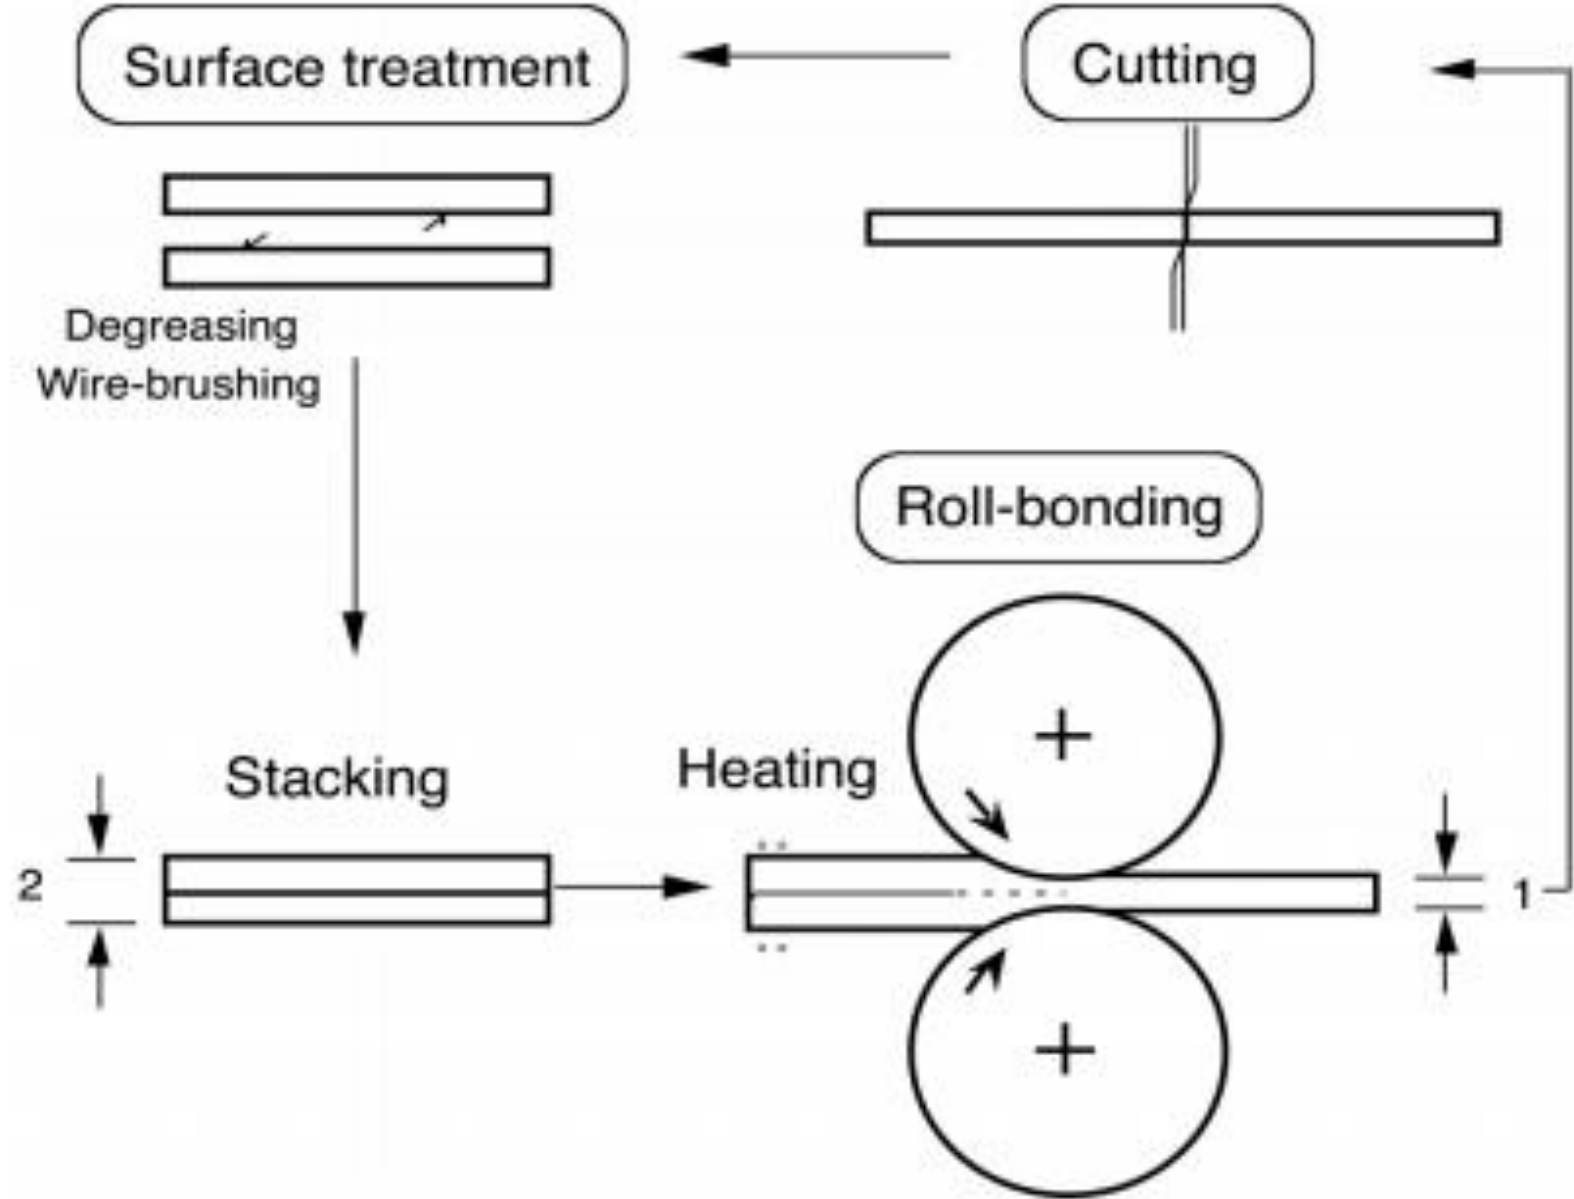 Surface treatment
Cutting
Degreasing
Wire-brushing
Roll-bonding
Stacking
Heating
2
1